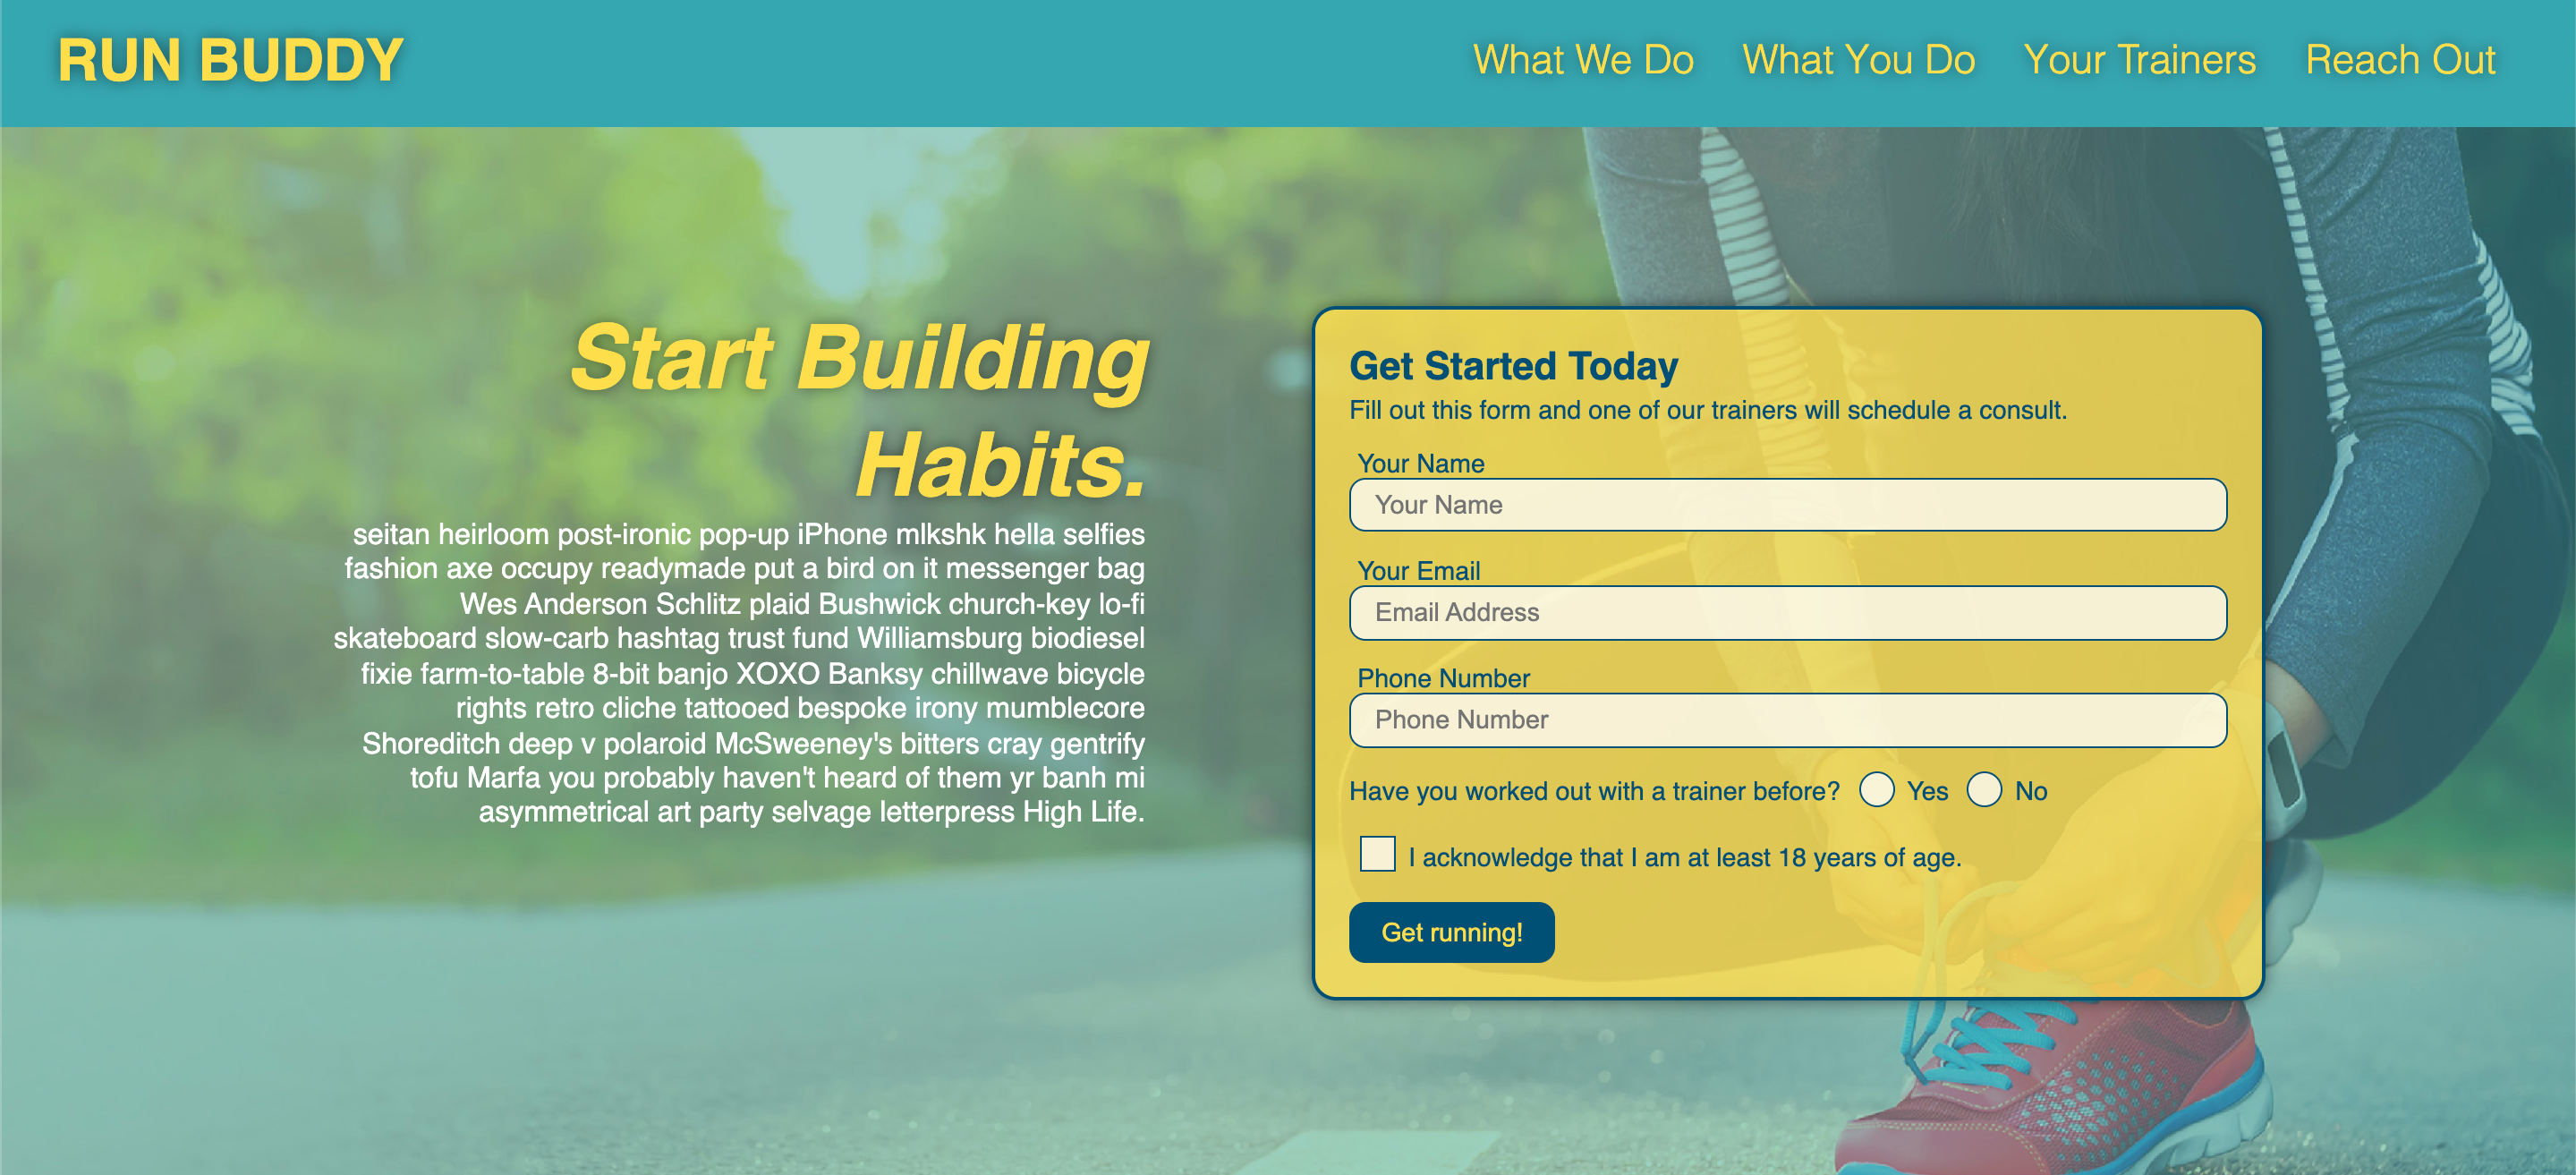 RUN BUDDY
What We Do
What You Do
Your Trainers
Reach Out
Start Building
Habits.
seitan heirloom post-ironic pop-up iPhone mlkshk hella selfies
fashion axe occupy readymade put a bird on it messenger bag
Wes Anderson Schlitz plaid Bushwick church-key lo-fi
skateboard slow-carb hashtag trust fund Williamsburg biodiesel
fixie farm-to-table 8-bit banjo XOXO Banksy chillwave bicycle
rights retro cliche tattooed bespoke irony mumblecore
Shoreditch deep v polaroid McSweeney's bitters cray gentrify
tofu Marfa you probably haven't heard of them yr banh mi
asymmetrical art party selvage letterpress High Life.
Get Started Today
Fill out this form and one of our trainers will schedule a consult.
Your Name
Your Name
Your Email
Email Address
Phone Number
Phone Number
Have you worked out with a trainer before? Yes No
I acknowledge that I am at least 18 years of age.
Get running!